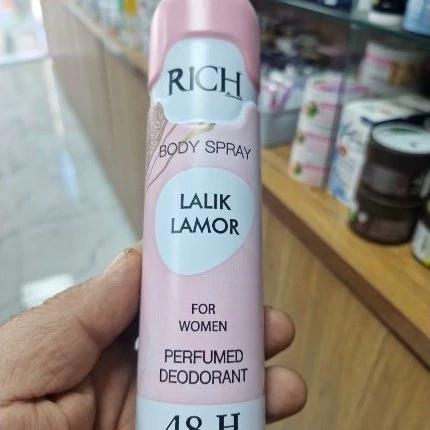 RICH
BODY SPRAY
LALIK
LAMOR
FOR
WOMEN
PERFUMED
DEODORANT
48 H